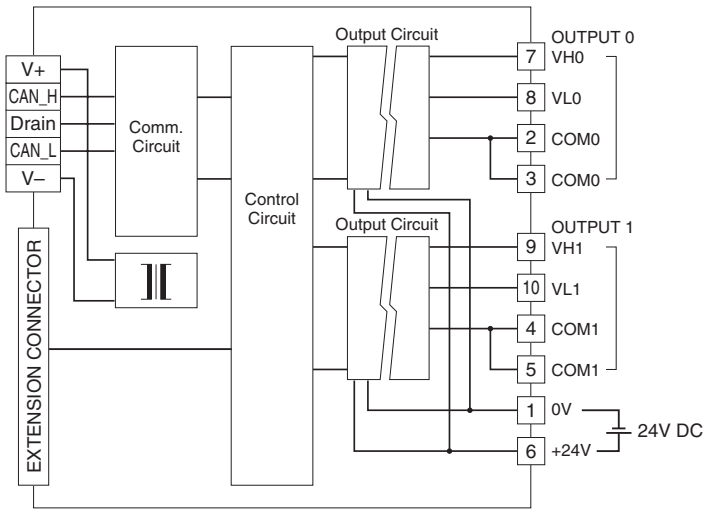 V+
CAN_H
Drain
CAN_L
V–
EXTENSION CONNECTOR
Comm.
Circuit
Control
Circuit
Output Circuit
Output Circuit
OUTPUT 0
7 VH0
8 VL0
2 COM0
3 COM0
OUTPUT 1
9 VH1
10 VL1
4 COM1
5 COM1
1 0V
6 +24V
24V DC